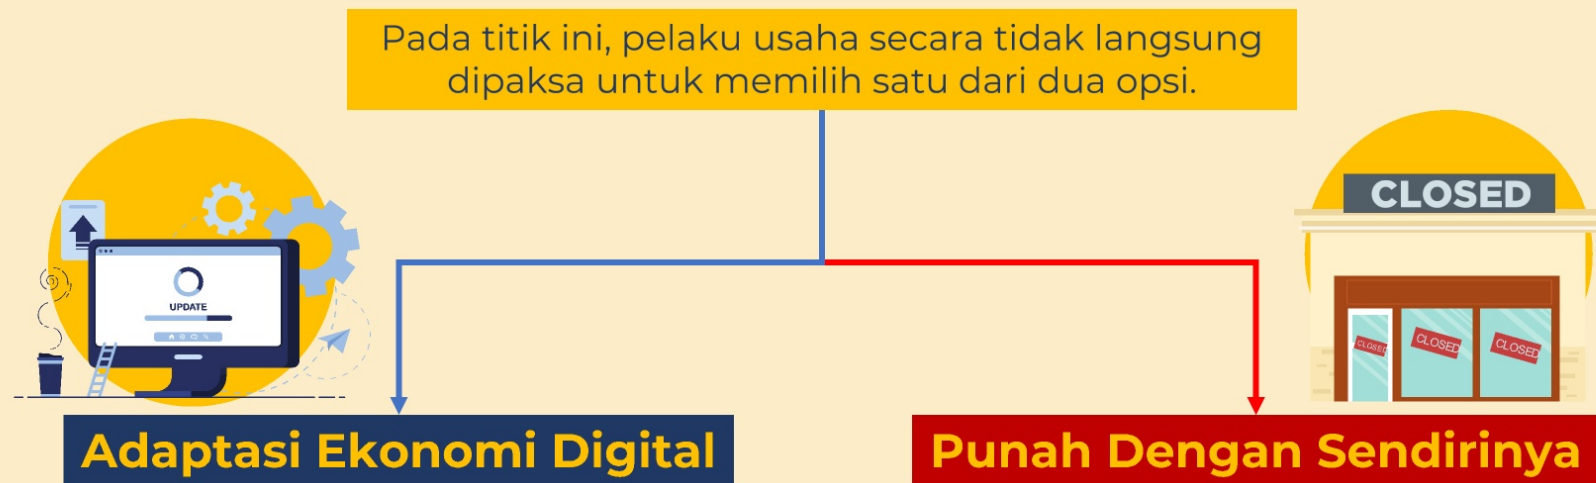 Pada titik ini, pelaku usaha secara tidak langsung
dipaksa untuk memilih satu dari dua opsi.
CLOSED
UPDATE
CLOSED
CLOSED
CLOSED
Adaptasi Ekonomi Digital
Punah Dengan Sendirinya